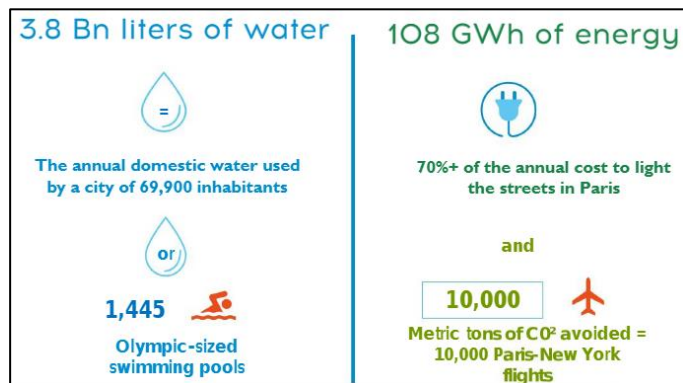 3.8 Bn liters of water
=
The annual domestic water used
by a city of 69,900 inhabitants
or
1,445
Olympic-sized
swimming pools
108 GWh of energy
70%+ of the annual cost to light
the streets in Paris
and
10,000
Metric tons of C0² avoided =
10,000 Paris-New York
flights